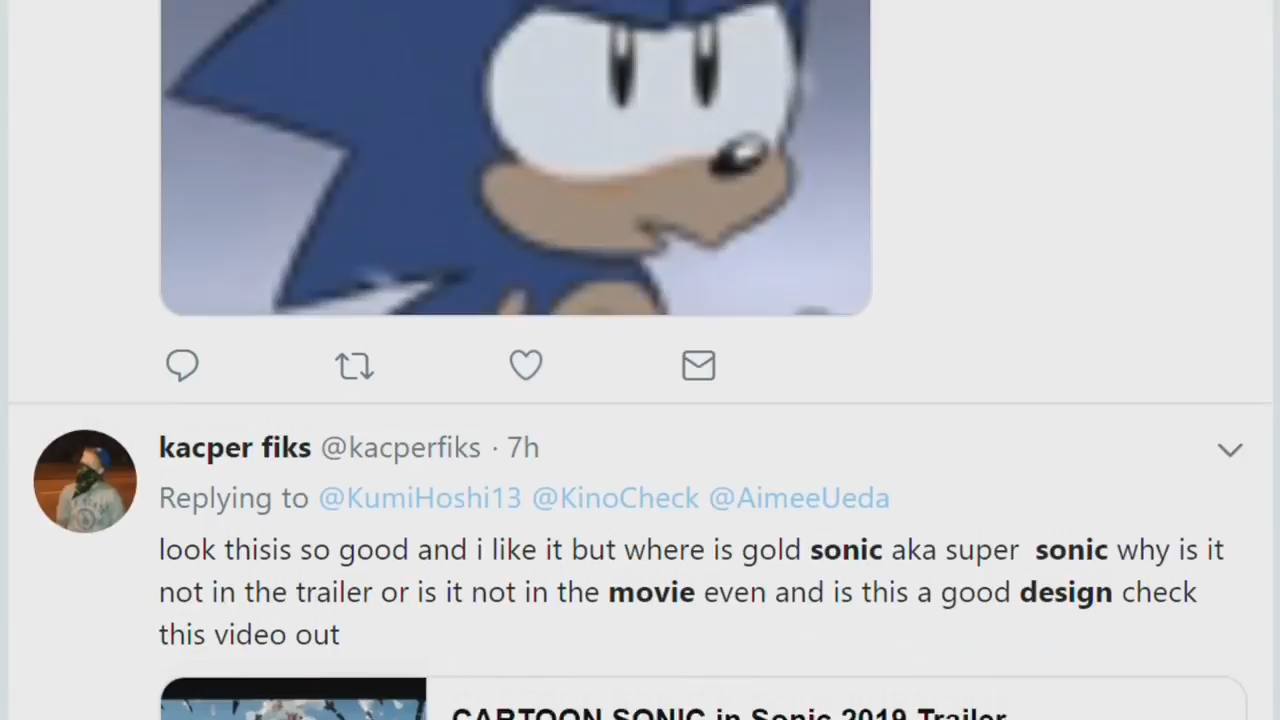 kacper fiks @kacperfiks · 7h
Replying to @KumiHoshi13 @KinoCheck @AimeeUeda
look thisis so good and i like it but where is gold sonic aka super  sonic why is it
not in the trailer or is it not in the movie even and is this a good design check
this video out
CARTOON SONIC in Sonic 2019 Trailer